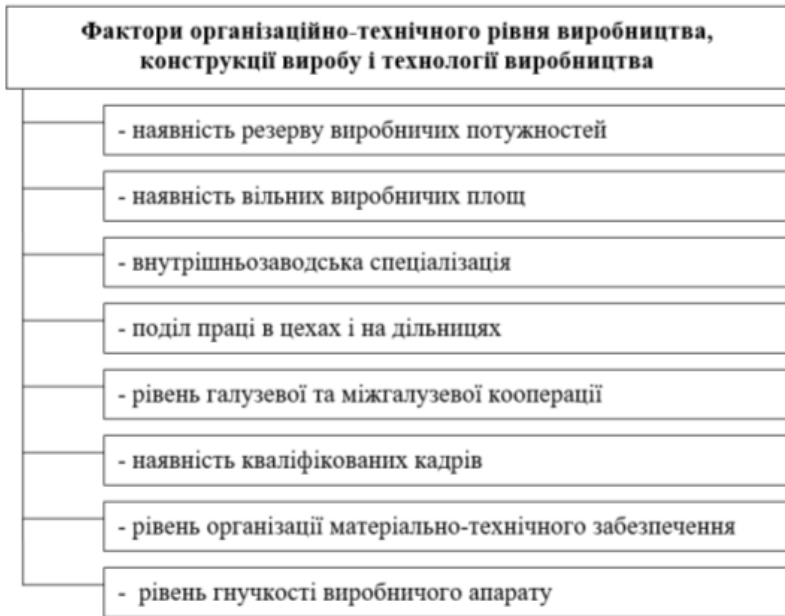 Фактори організаційно-технічного рівня виробництва,
конструкції виробу і технології виробництва
- наявність резерву виробничих потужностей
- наявність вільних виробничих площ
- внутрішньозаводська спеціалізація
- поділ праці в цехах і на дільницях
- рівень галузевої та міжгалузевої кооперації
- наявність кваліфікованих кадрів
- рівень організації матеріально-технічного забезпечення
- рівень гнучкості виробничого апарату